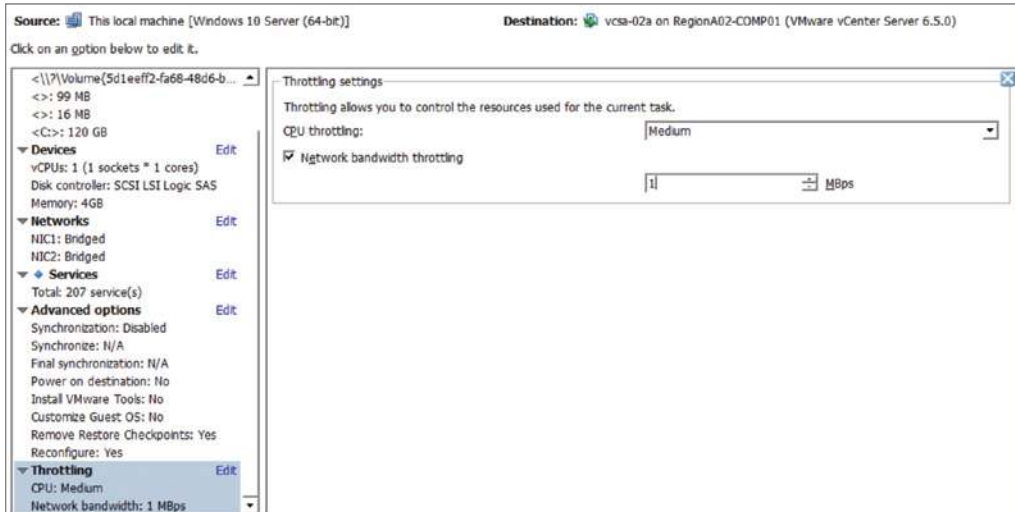 Source: This local machine [Windows 10 Server (64-bit)] Destination: vcsa-02a on RegionA02-COMP01 (VMware vCenter Server 6.5.0)
Click on an option below to edit it.
<\\?\Volume{5d1eeff2-fa68-48d6-b...
<>: 99 MB
<>: 16 MB
<C:>: 120 GB
Devices Edit
vCPUs: 1 (1 sockets * 1 cores)
Disk controller: SCSI LSI Logic SAS
Memory: 4GB
Networks Edit
NIC1: Bridged
NIC2: Bridged
Services Edit
Total: 207 service(s)
Advanced options Edit
Synchronization: Disabled
Synchronize: N/A
Final synchronization: N/A
Power on destination: No
Install VMware Tools: No
Customize Guest OS: No
Remove Restore Checkpoints: Yes
Reconfigure: Yes
Throttling Edit
CPU: Medium
Network bandwidth: 1 MBps
Throttling settings
Throttling allows you to control the resources used for the current task.
CPU throttling: Medium
Network bandwidth throttling
1 MBps